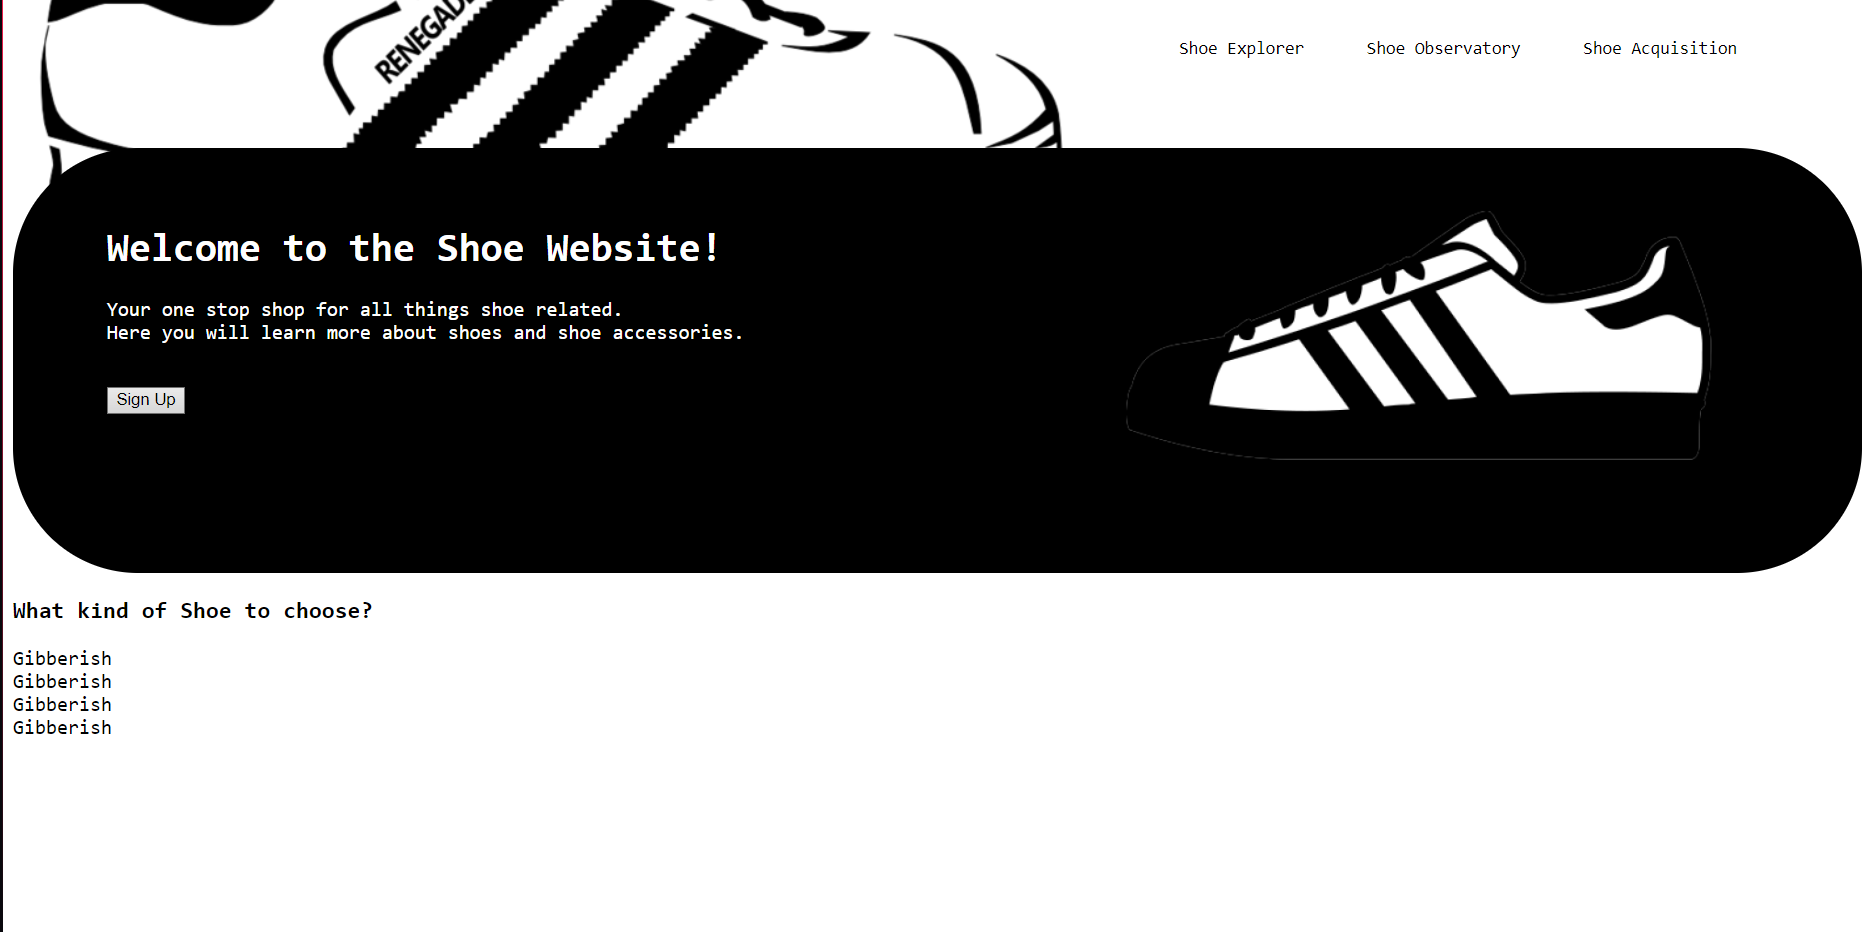 RENEGADE
Shoe Explorer Shoe Observatory Shoe Acquisition
Welcome to the Shoe Website!
Your one stop shop for all things shoe related.
Here you will learn more about shoes and shoe accessories.
Sign Up
What kind of Shoe to choose?
Gibberish
Gibberish
Gibberish
Gibberish